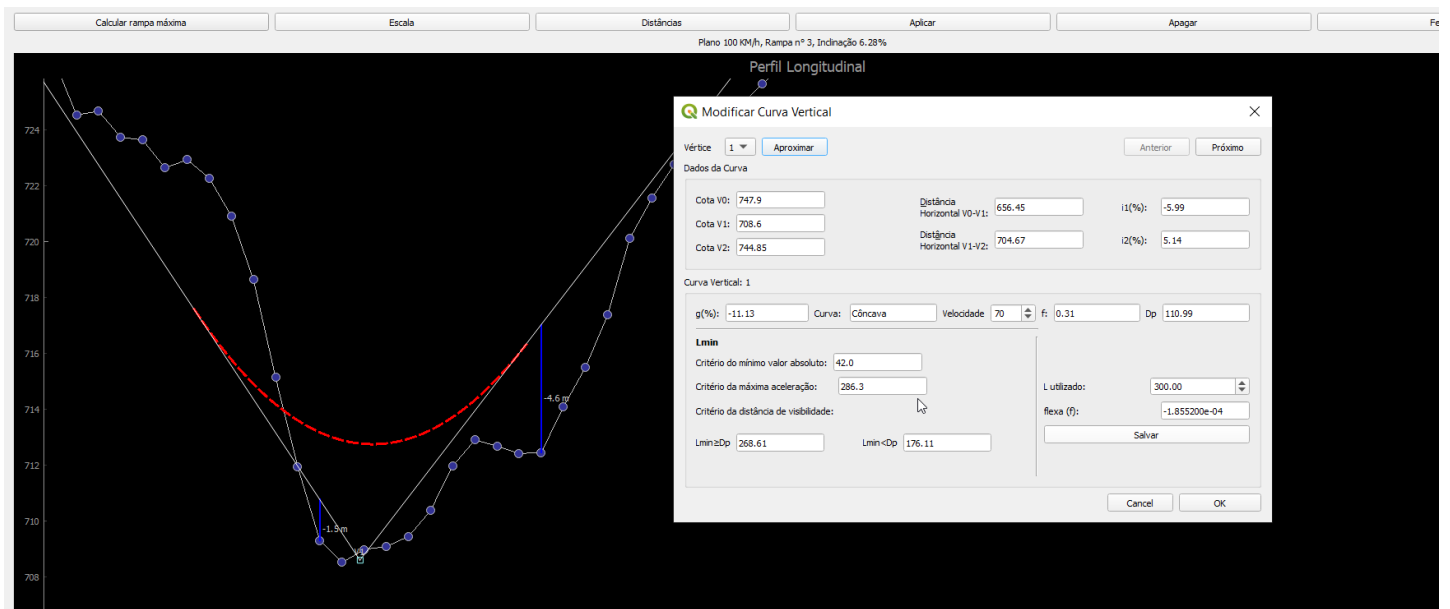 Calcular rampa máxima Escala Distâncias Aplicar Apagar Fe
Plano 100 KM/h, Rampa nº 3, Inclinação 6.28%
Perfil Longitudinal
724
722
720
718
716
714
712
710
708
-4.6 m
-1.5 m
Modificar Curva Vertical
Vértice 1 Aproximar Anterior Próximo
Dados da Curva
Cota V0: 747.9
Cota V1: 708.6
Cota V2: 744.85
Distância
Horizontal V0-V1: 656.45
Distância
Horizontal V1-V2: 704.67
i1(%): -5.99
i2(%): 5.14
Curva Vertical: 1
g(%): -11.13 Curva: Côncava Velocidade 70 f: 0.31 Dp 110.99
Lmin
Critério do mínimo valor absoluto: 42.0
Critério da máxima aceleração: 286.3
Critério da distância de visibilidade:
Lmin≥Dp 268.61 Lmin<Dp 176.11
L utilizado: 300.00
flexa (f): -1.855200e-04
Salvar
Cancel OK